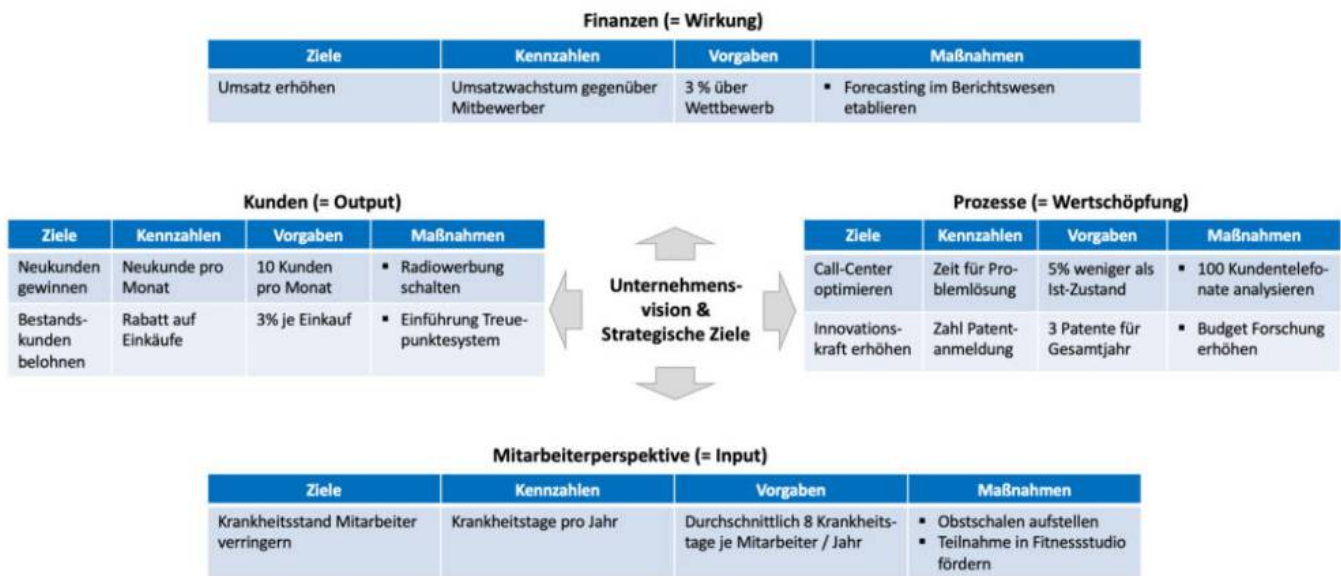 Finanzen (= Wirkung)
Ziele Kennzahlen Vorgaben Maßnahmen
Umsatz erhöhen Umsatzwachstum gegenüber 3 % über ▪ Forecasting im Berichtswesen
Mitbewerber Wettbewerb etablieren
Kunden (= Output)
Ziele Kennzahlen Vorgaben Maßnahmen
Neukunden Neukunde pro 10 Kunden ▪ Radiowerbung
gewinnen Monat pro Monat schalten
Bestands- Rabatt auf 3% je Einkauf ▪ Einführung Treue-
kunden Einkäufe punktesystem
belohnen
Unternehmens-
vision &
Strategische Ziele
Prozesse (= Wertschöpfung)
Ziele Kennzahlen Vorgaben Maßnahmen
Call-Center Zeit für Pro- 5% weniger als ▪ 100 Kundentelefo-
optimieren blemlösung Ist-Zustand nate analysieren
Innovations- Zahl Patent- 3 Patente für ▪ Budget Forschung
kraft erhöhen anmeldung Gesamtjahr erhöhen
Mitarbeiterperspektive (= Input)
Ziele Kennzahlen Vorgaben Maßnahmen
Krankheitsstand Mitarbeiter Krankheitstage pro Jahr Durchschnittlich 8 Krankheits- ▪ Obstschalen aufstellen
verringern tage je Mitarbeiter / Jahr ▪ Teilnahme in Fitnessstudio
fördern